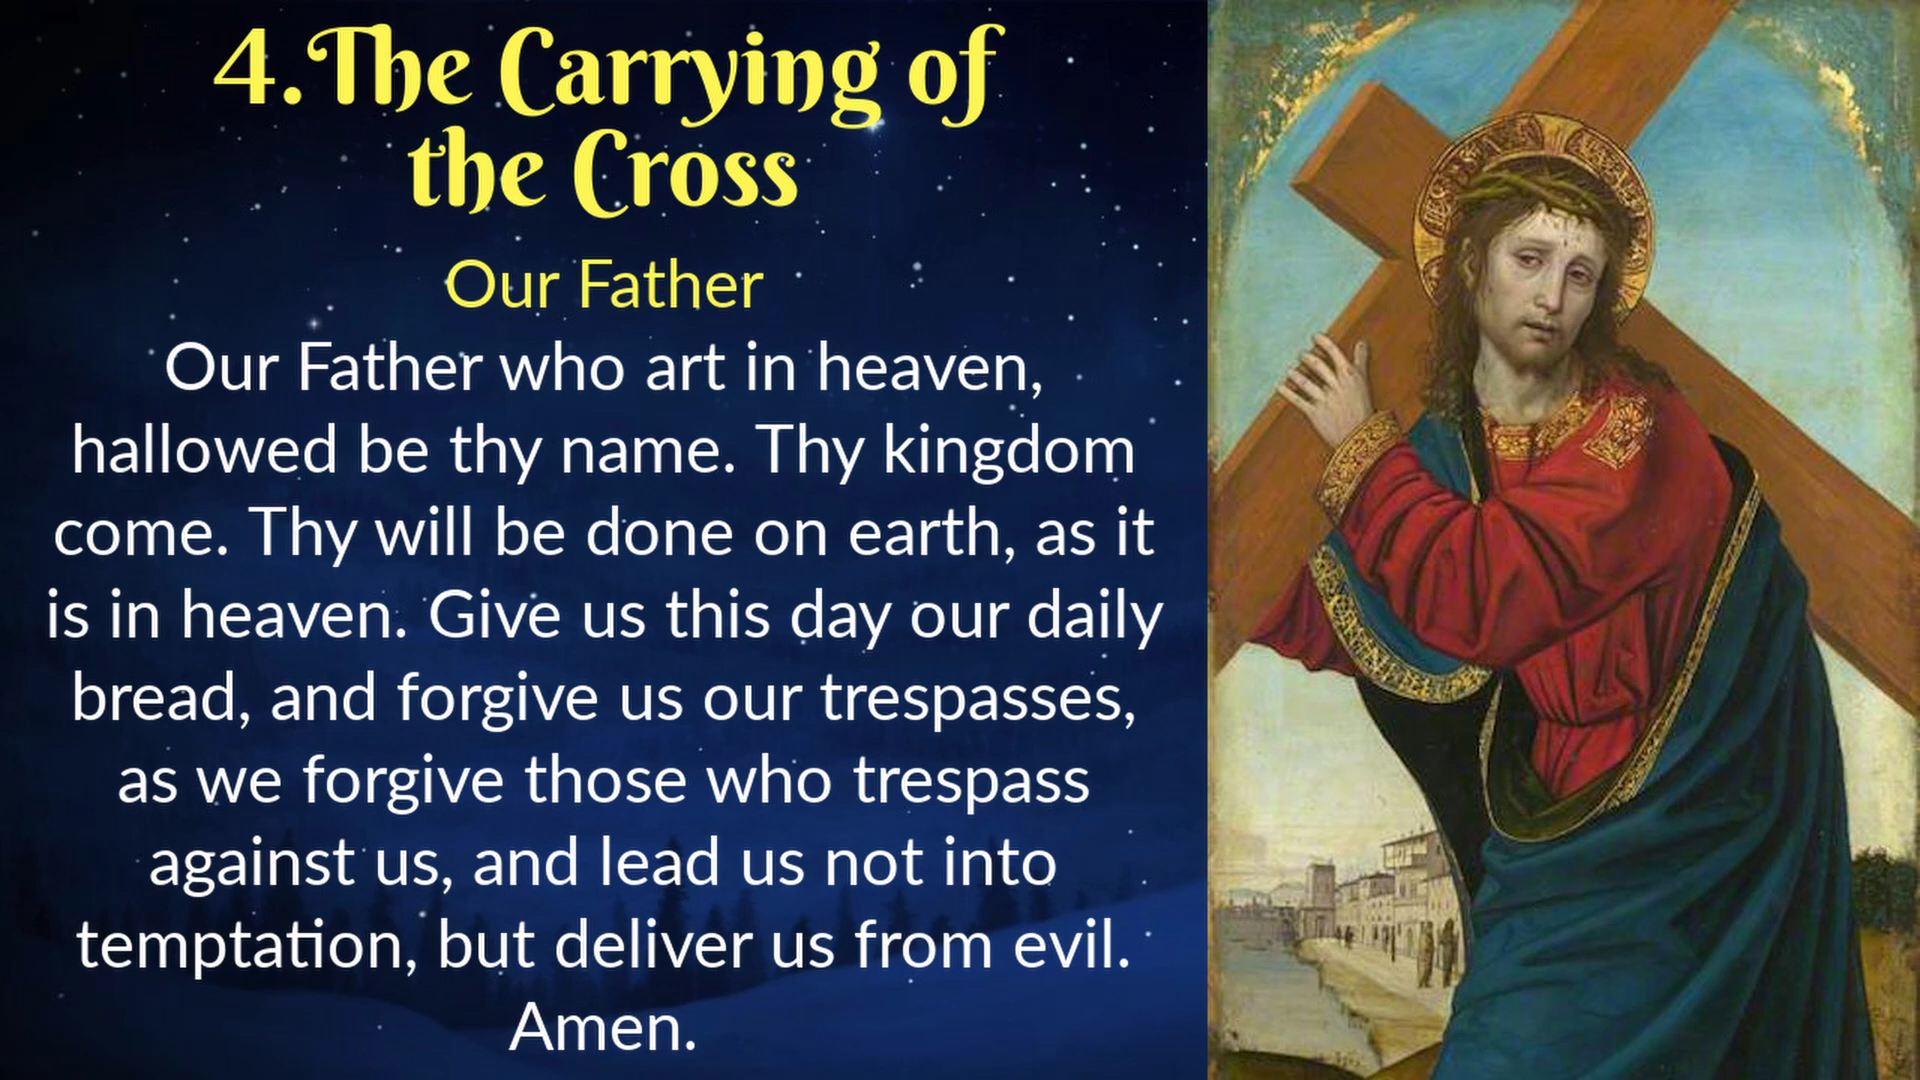 4.The Carrying of
the Cross
Our Father
Our Father who art in heaven,
hallowed be thy name. Thy kingdom
come. Thy will be done on earth, as it
is in heaven. Give us this day our daily
bread, and forgive us our trespasses,
as we forgive those who trespass
against us, and lead us not into
temptation, but deliver us from evil.
Amen.